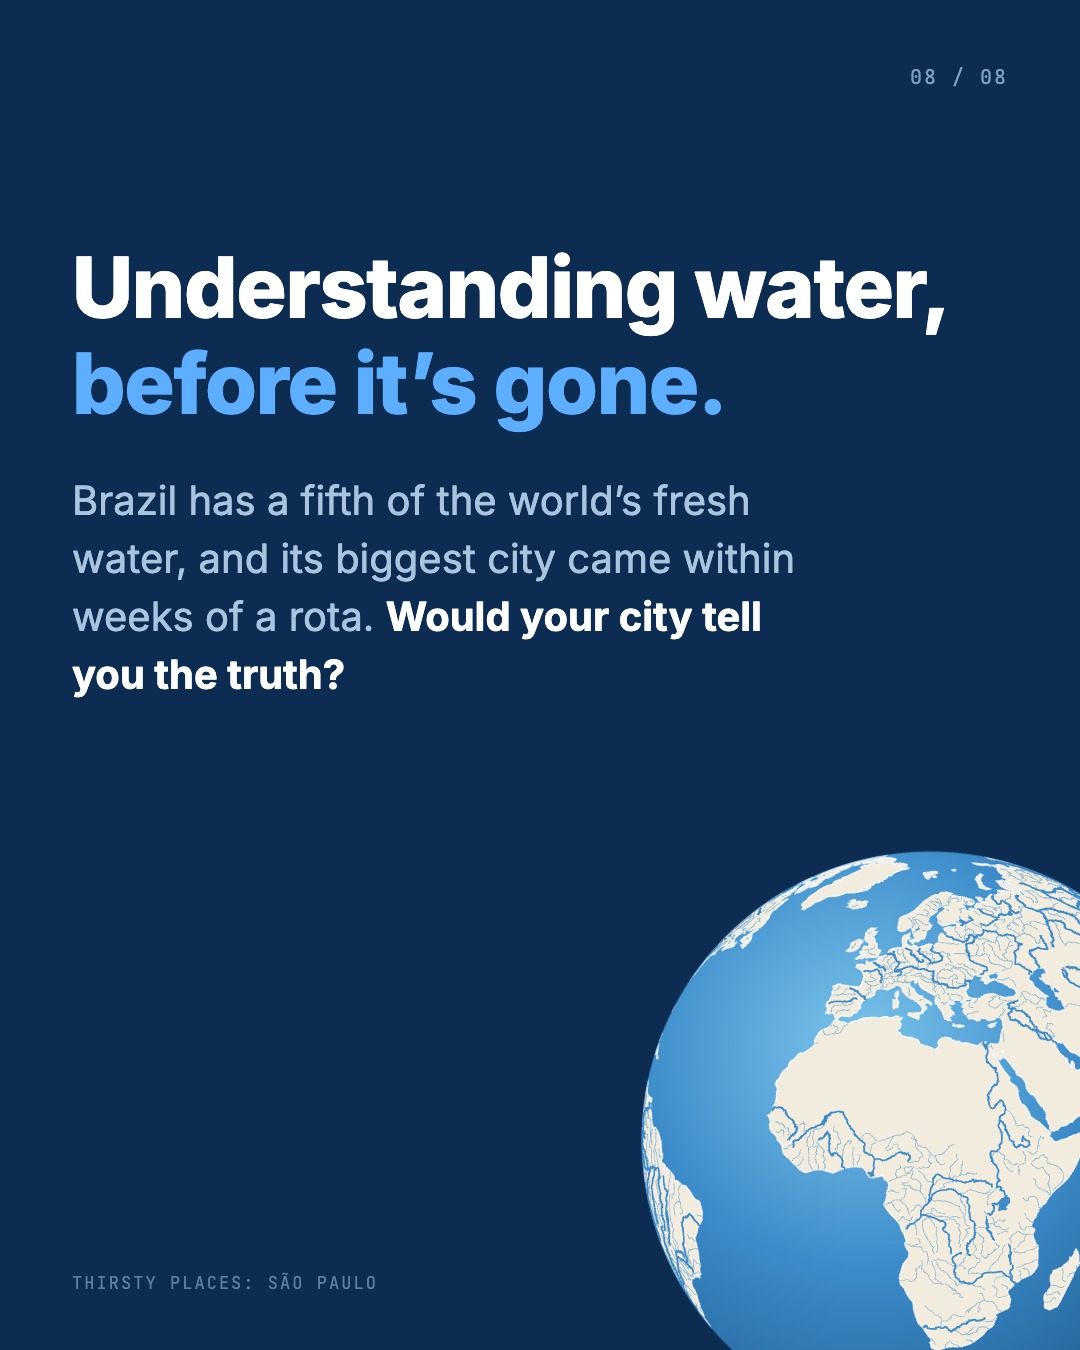 08 / 08
Understanding water,
before it’s gone.
Brazil has a fifth of the world’s fresh
water, and its biggest city came within
weeks of a rota. Would your city tell
you the truth?
THIRSTY PLACES: SÃO PAULO